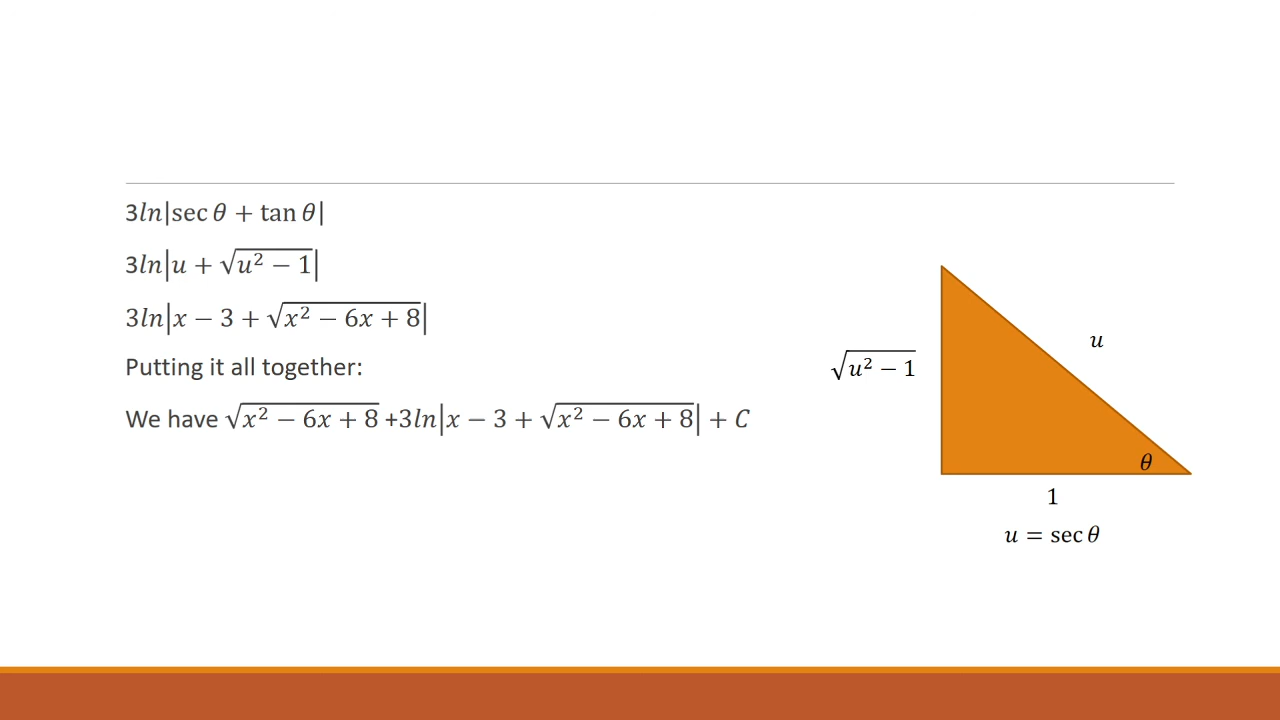 3ln|sec θ + tan θ|
3ln|u + √(u² − 1)|
3ln|x − 3 + √(x² − 6x + 8)|
Putting it all together:
We have √(x² − 6x + 8) +3ln|x − 3 + √(x² − 6x + 8)| + C
u
√(u² − 1)
θ
1
u = sec θ